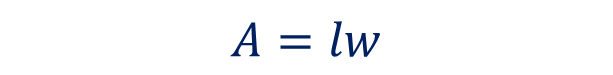 A = lw